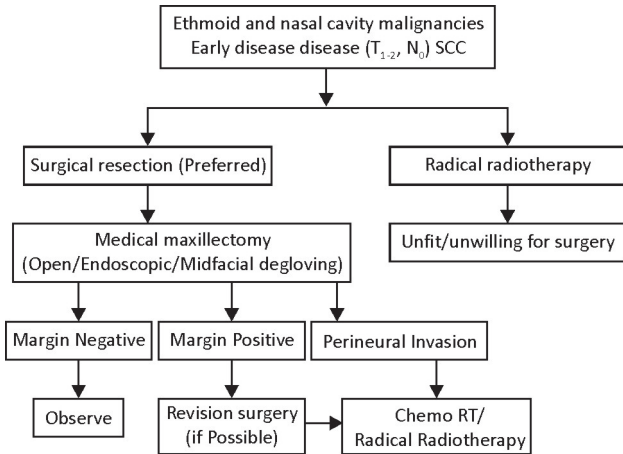 Ethmoid and nasal cavity malignancies
Early disease disease (T1-2, N0) SCC
Surgical resection (Preferred)
Radical radiotherapy
Medical maxillectomy
(Open/Endoscopic/Midfacial degloving)
Unfit/unwilling for surgery
Margin Negative
Margin Positive
Perineural Invasion
Observe
Revision surgery
(if Possible)
Chemo RT/
Radical Radiotherapy